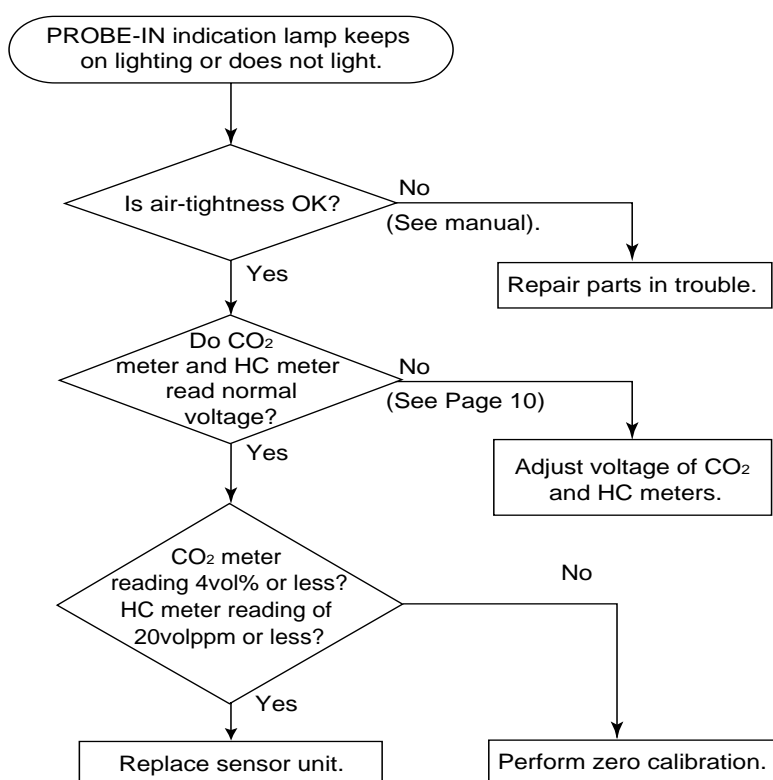 PROBE-IN indication lamp keeps
on lighting or does not light.
Is air-tightness OK?
No
(See manual).
Repair parts in trouble.
Yes
Do CO₂
meter and HC meter
read normal
voltage?
No
(See Page 10)
Adjust voltage of CO₂
and HC meters.
Yes
CO₂ meter
reading 4vol% or less?
HC meter reading of
20volppm or less?
No
Yes
Replace sensor unit.
Perform zero calibration.